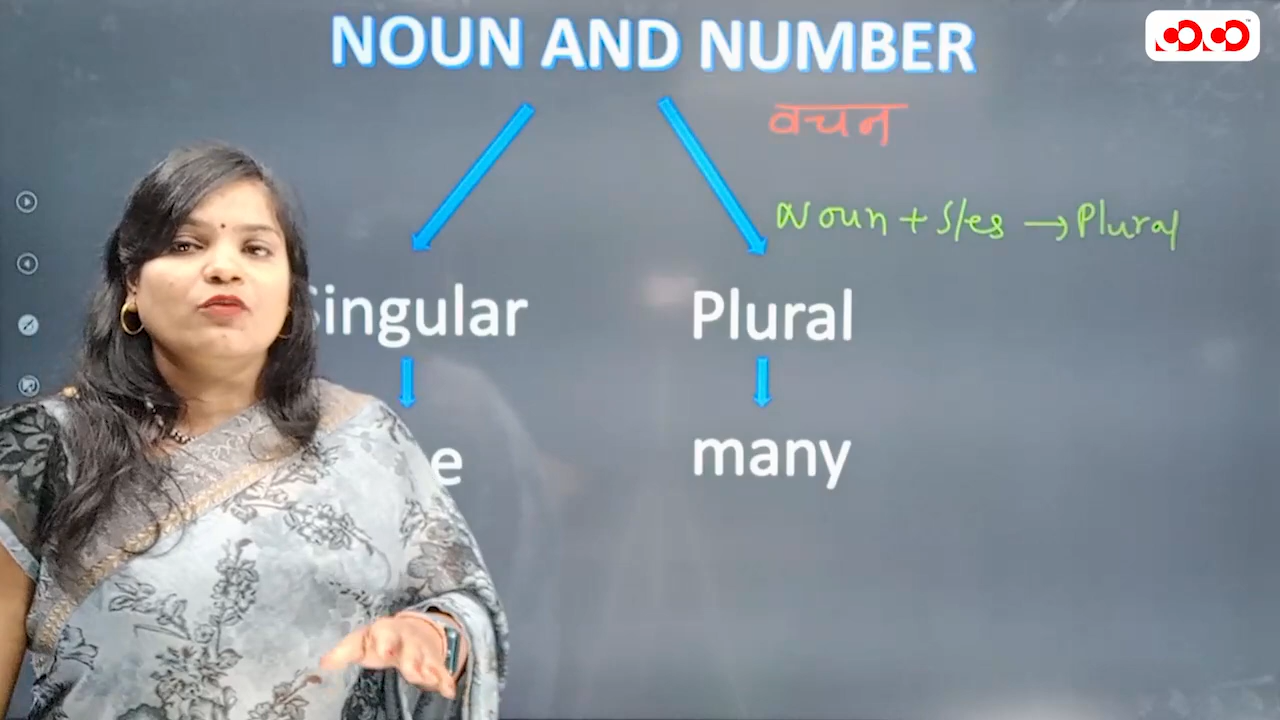 NOUN AND NUMBER
वचन
Noun + s/es → Plural
Singular Plural
many